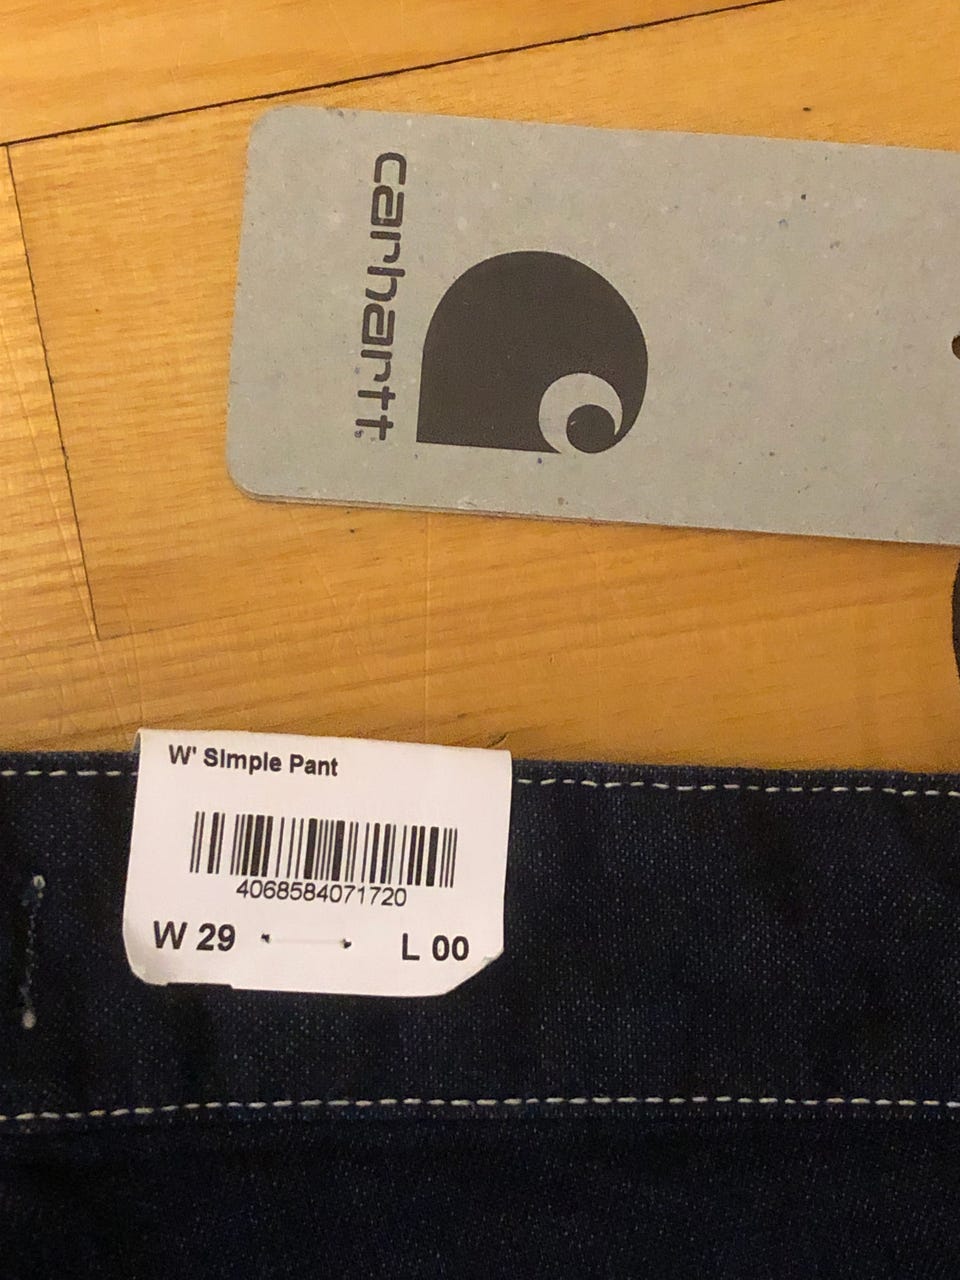 carhartt
W' Simple Pant
4068584071720
W 29
L 00